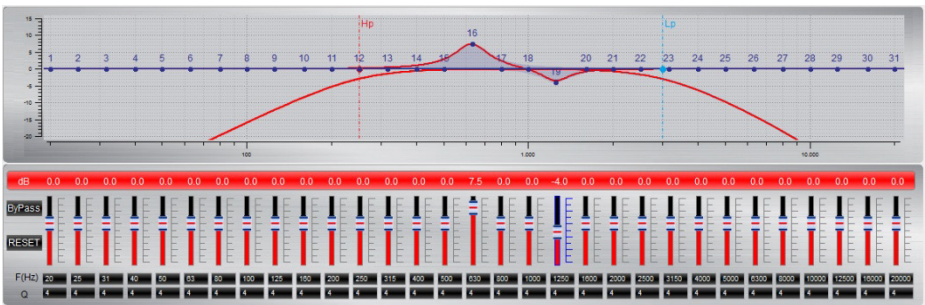 15
Hp
Lp
10
16
5
1 2 3 4 5 6 7 8 9 10 11 12 13 14 15 17 18 20 21 22 23 24 25 26 27 28 29 30 31
0
19
-5
-10
-15
-20
100 1.000 10.000
dB 0.0 0.0 0.0 0.0 0.0 0.0 0.0 0.0 0.0 0.0 0.0 0.0 0.0 0.0 0.0 7.5 0.0 0.0 -4.0 0.0 0.0 0.0 0.0 0.0 0.0 0.0 0.0 0.0 0.0 0.0 0.0
ByPass
RESET
F(Hz) 20 25 31 40 50 63 80 100 125 160 200 250 315 400 500 630 800 1000 1250 1600 2000 2500 3150 4000 5000 6300 8000 10000 12500 16000 20000
Q 4 4 4 4 4 4 4 4 4 4 4 4 4 4 4 4 4 4 4 4 4 4 4 4 4 4 4 4 4 4 4